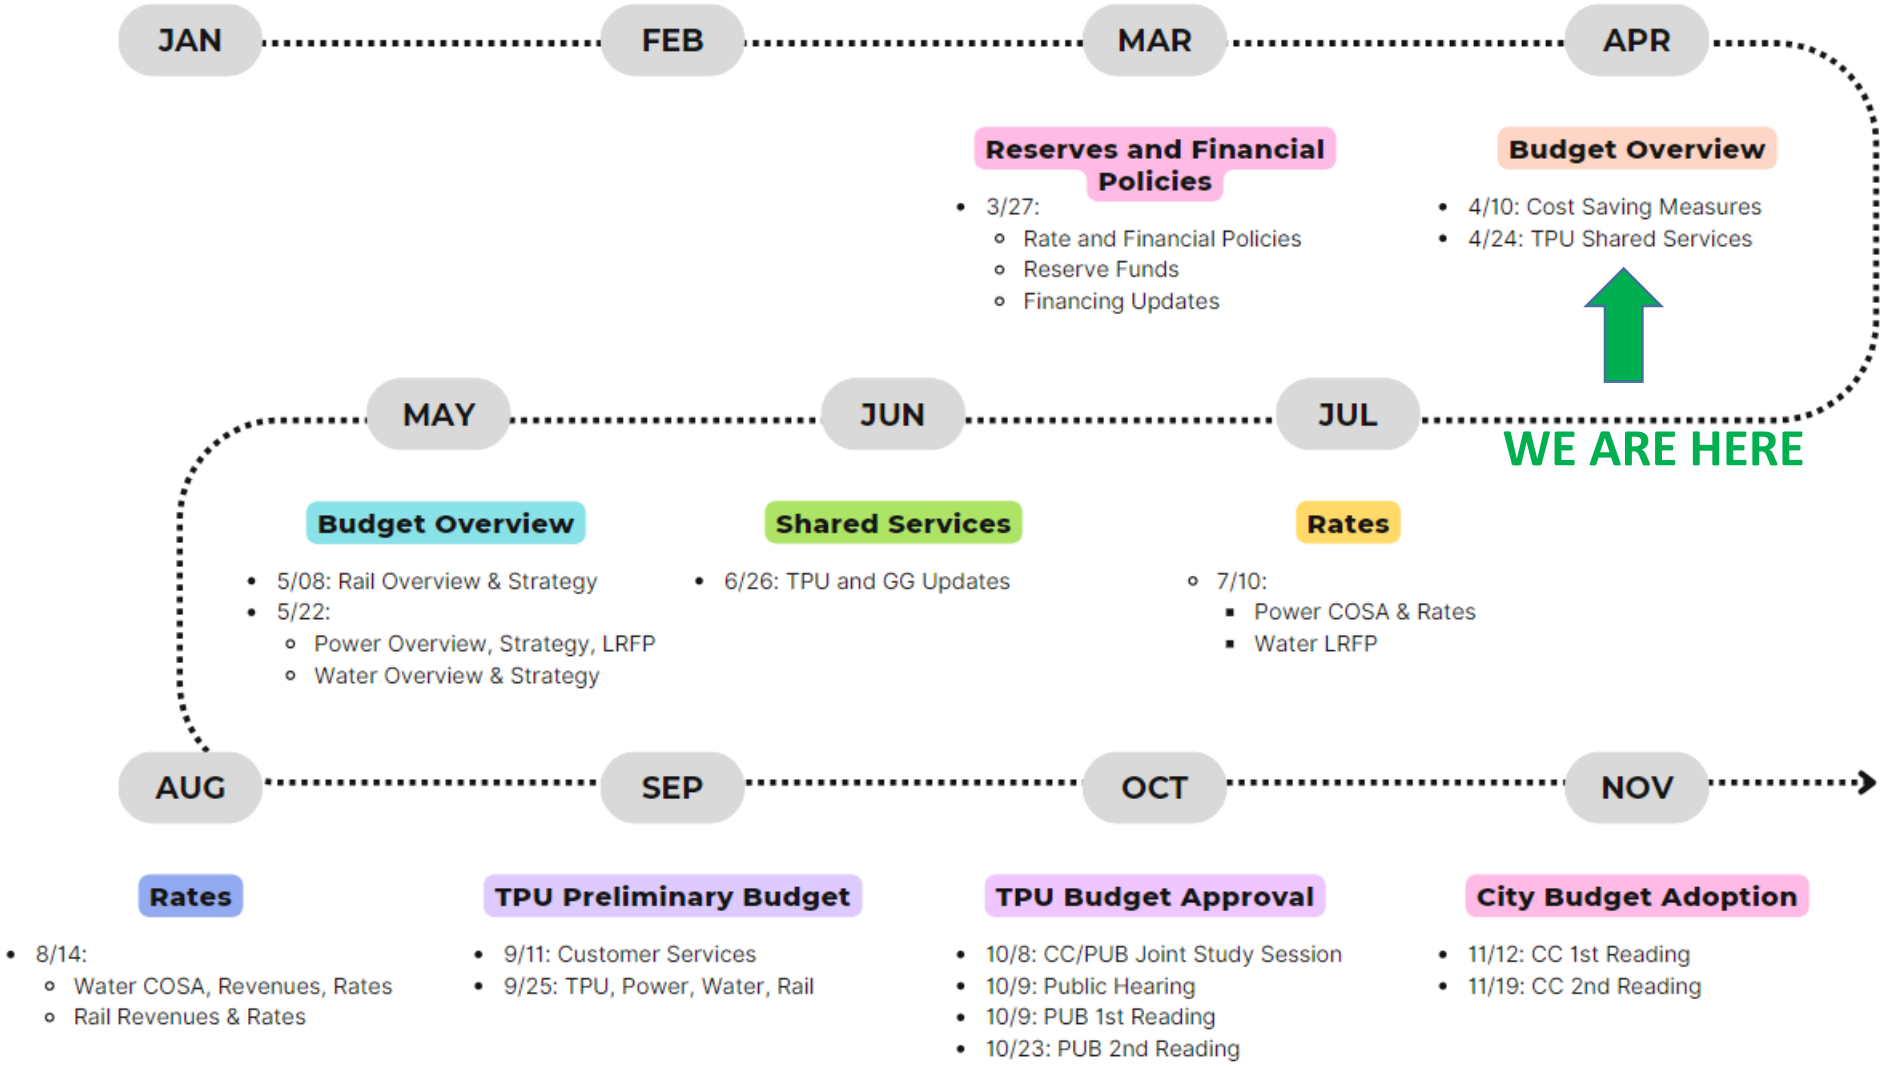 JAN
FEB
MAR
APR
Reserves and Financial
Policies
• 3/27:
◦ Rate and Financial Policies
◦ Reserve Funds
◦ Financing Updates
Budget Overview
• 4/10: Cost Saving Measures
• 4/24: TPU Shared Services
WE ARE HERE
MAY
JUN
JUL
Budget Overview
• 5/08: Rail Overview & Strategy
• 5/22:
◦ Power Overview, Strategy, LRFP
◦ Water Overview & Strategy
Shared Services
• 6/26: TPU and GG Updates
Rates
◦ 7/10:
▪ Power COSA & Rates
▪ Water LRFP
AUG
SEP
OCT
NOV
Rates
• 8/14:
◦ Water COSA, Revenues, Rates
◦ Rail Revenues & Rates
TPU Preliminary Budget
• 9/11: Customer Services
• 9/25: TPU, Power, Water, Rail
TPU Budget Approval
• 10/8: CC/PUB Joint Study Session
• 10/9: Public Hearing
• 10/9: PUB 1st Reading
• 10/23: PUB 2nd Reading
City Budget Adoption
• 11/12: CC 1st Reading
• 11/19: CC 2nd Reading